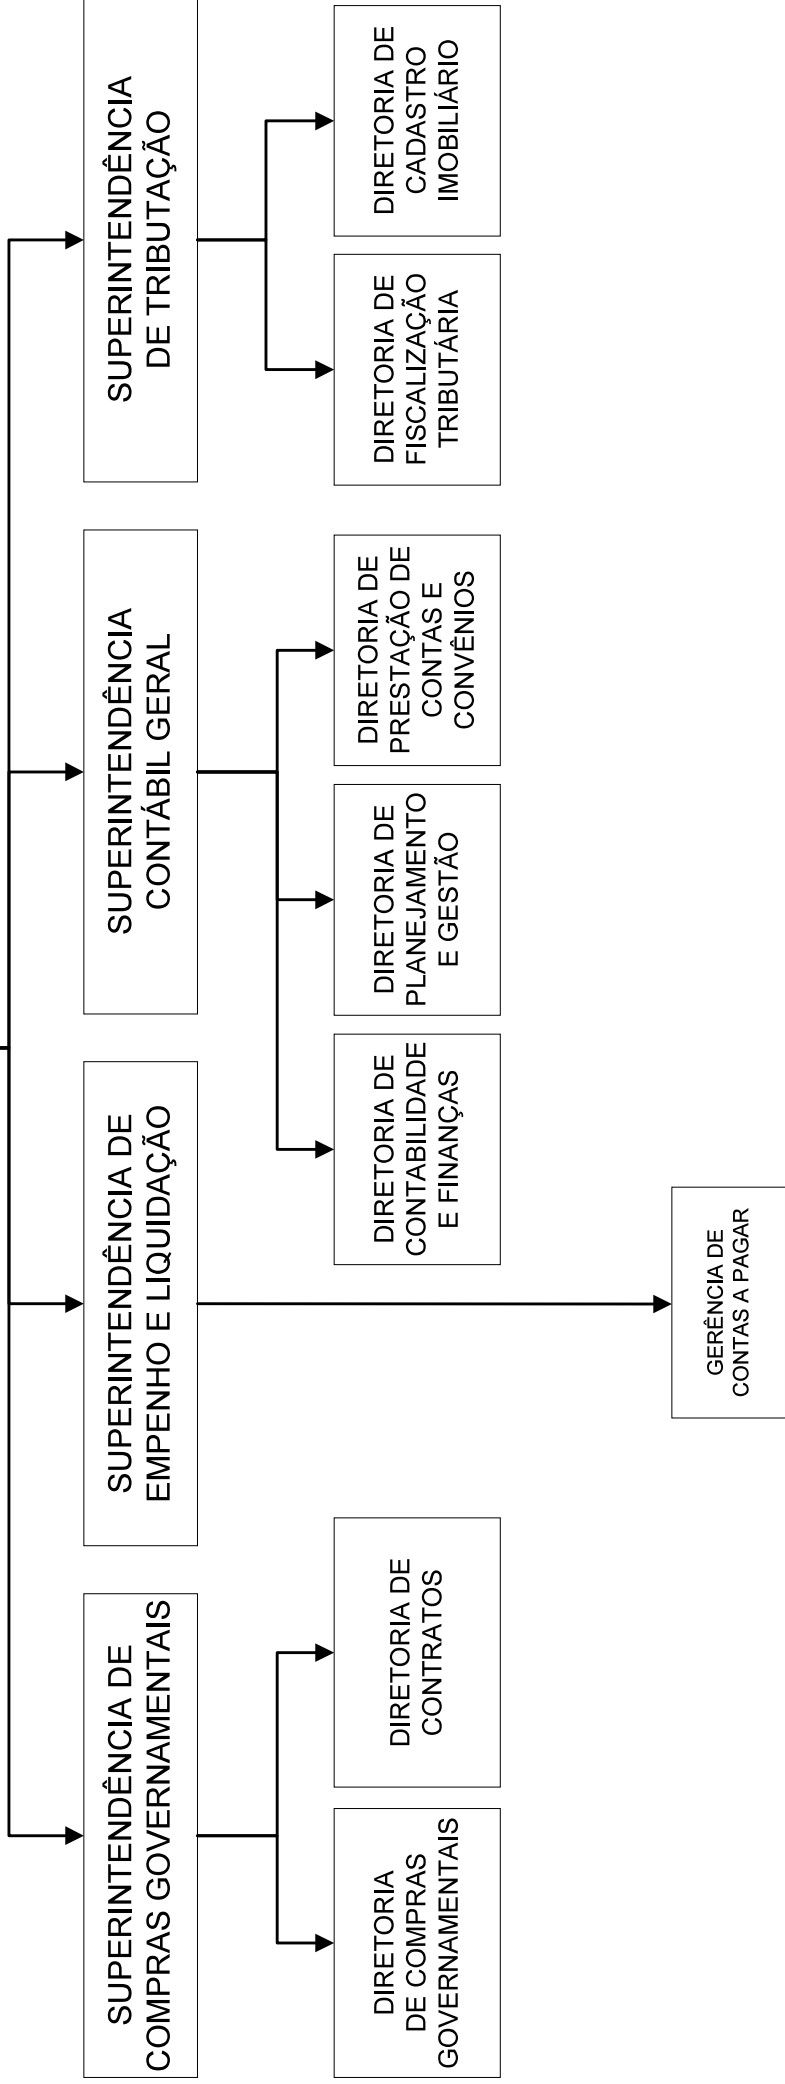 SUPERINTENDÊNCIA DE
COMPRAS GOVERNAMENTAIS
SUPERINTENDÊNCIA DE
EMPENHO E LIQUIDAÇÃO
SUPERINTENDÊNCIA
CONTÁBIL GERAL
SUPERINTENDÊNCIA
DE TRIBUTAÇÃO
DIRETORIA
DE COMPRAS
GOVERNAMENTAIS
DIRETORIA DE
CONTRATOS
DIRETORIA DE
CONTABILIDADE
E FINANÇAS
DIRETORIA DE
PLANEJAMENTO
E GESTÃO
DIRETORIA DE
PRESTAÇÃO DE
CONTAS E
CONVÊNIOS
DIRETORIA DE
FISCALIZAÇÃO
TRIBUTÁRIA
DIRETORIA DE
CADASTRO
IMOBILIÁRIO
GERÊNCIA DE
CONTAS A PAGAR